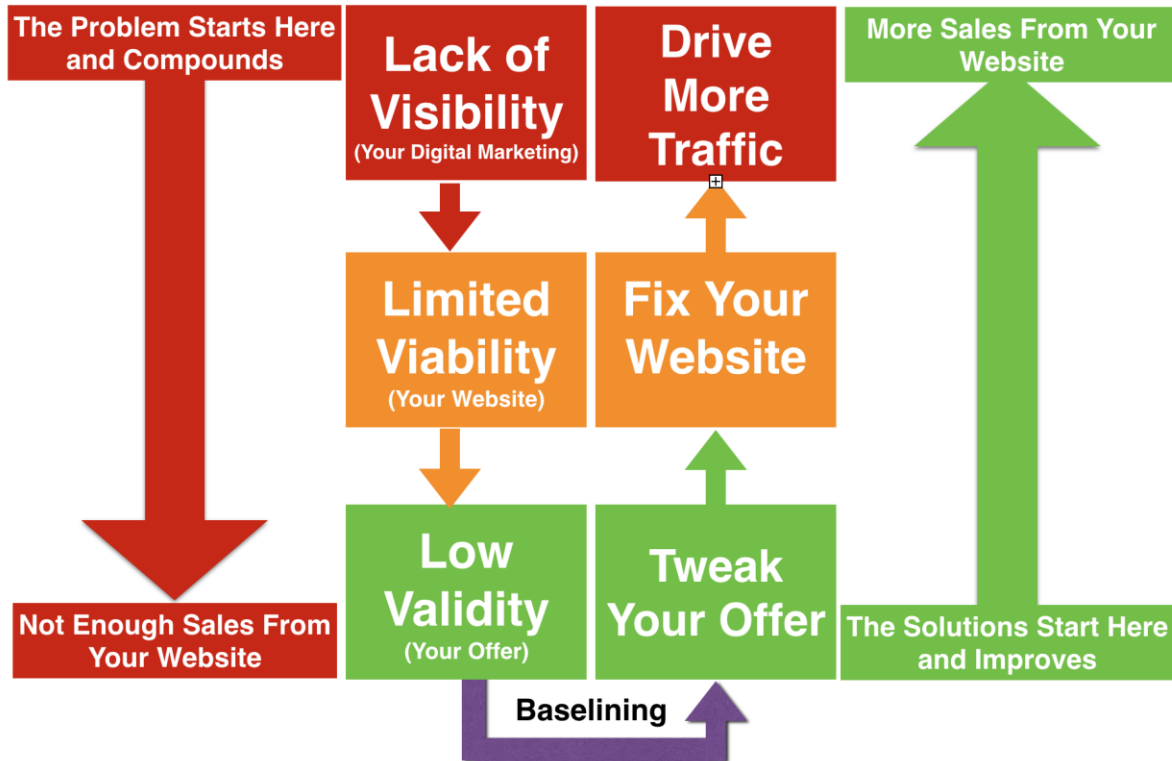 The Problem Starts Here
and Compounds
Not Enough Sales From
Your Website
Lack of
Visibility
(Your Digital Marketing)
Limited
Viability
(Your Website)
Low
Validity
(Your Offer)
Baselining
Drive
More
Traffic
Fix Your
Website
Tweak
Your Offer
More Sales From Your
Website
The Solutions Start Here
and Improves